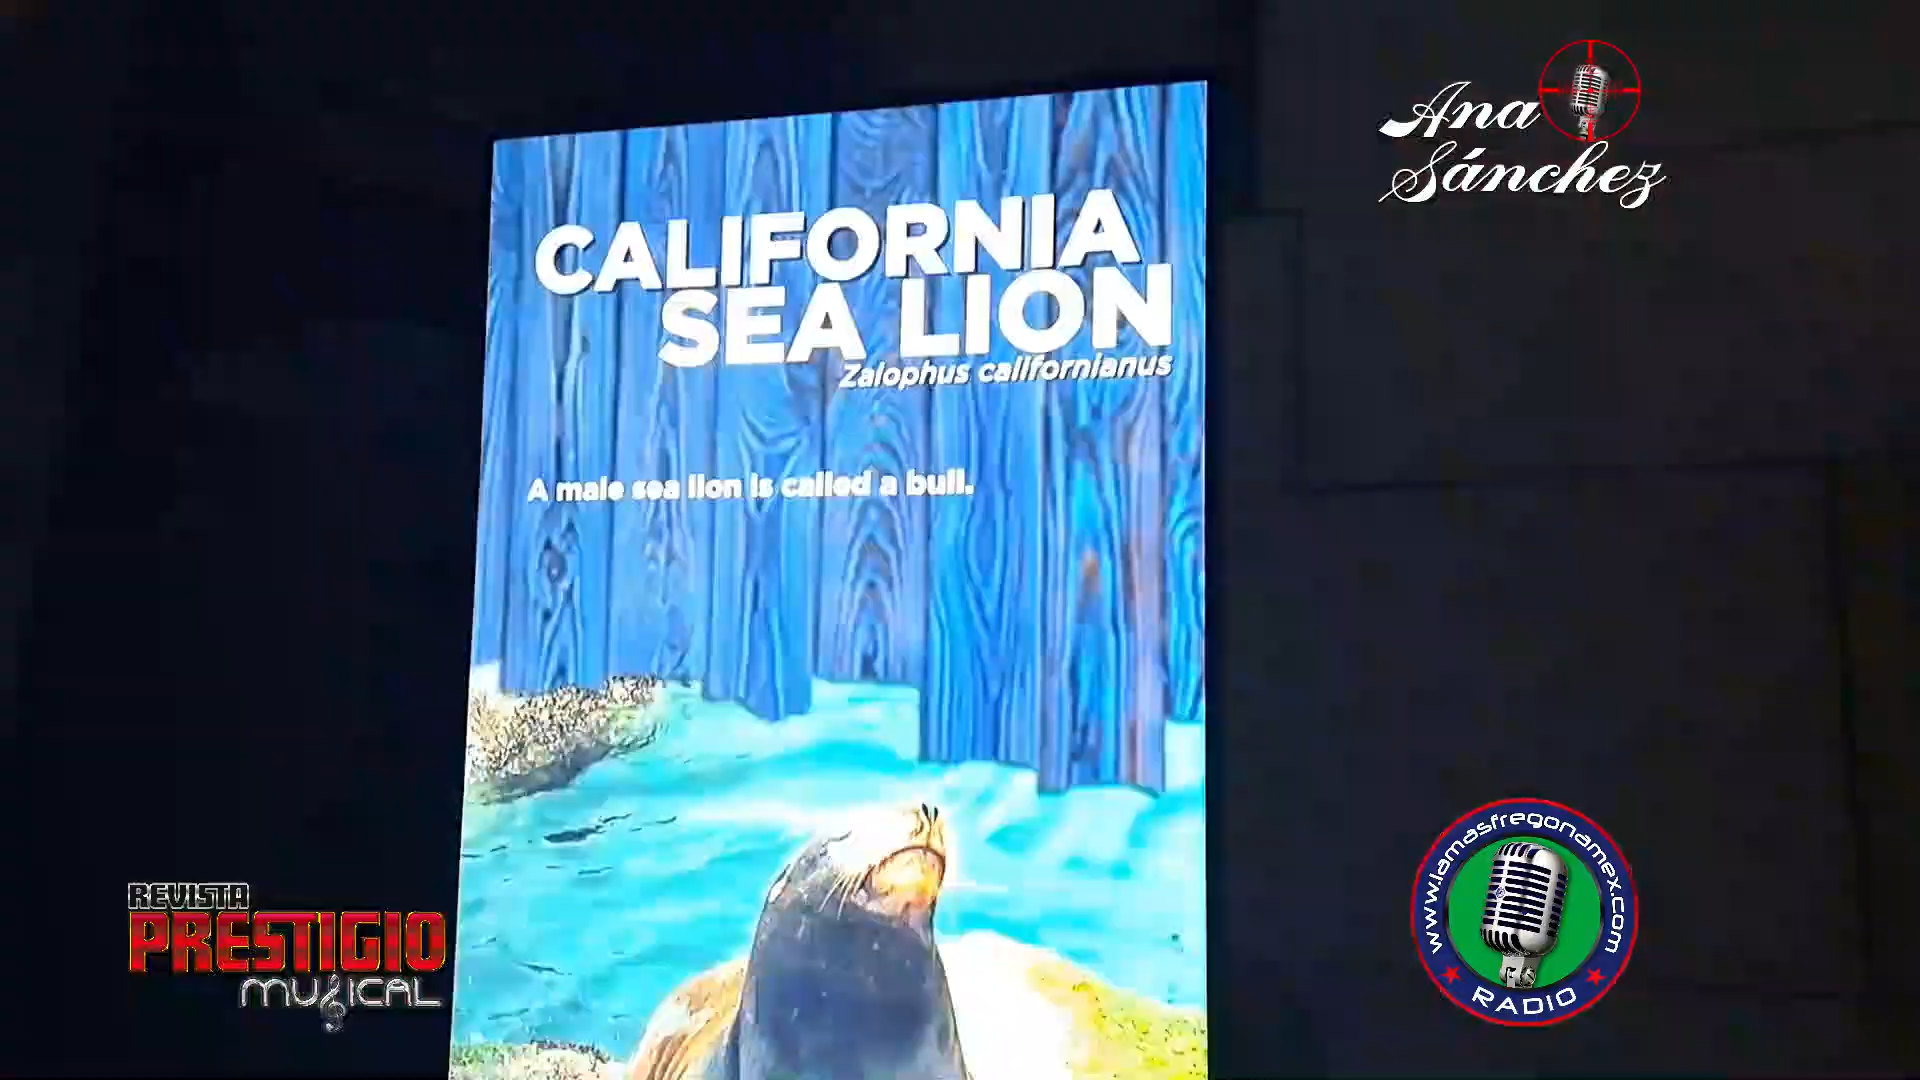 Ana
Sánchez
CALIFORNIA
SEA LION
Zalophus californianus
A male sea lion is called a bull.
REVISTA
PRESTIGIO
MUSICAL
www.lamasfregonamex.com
RADIO